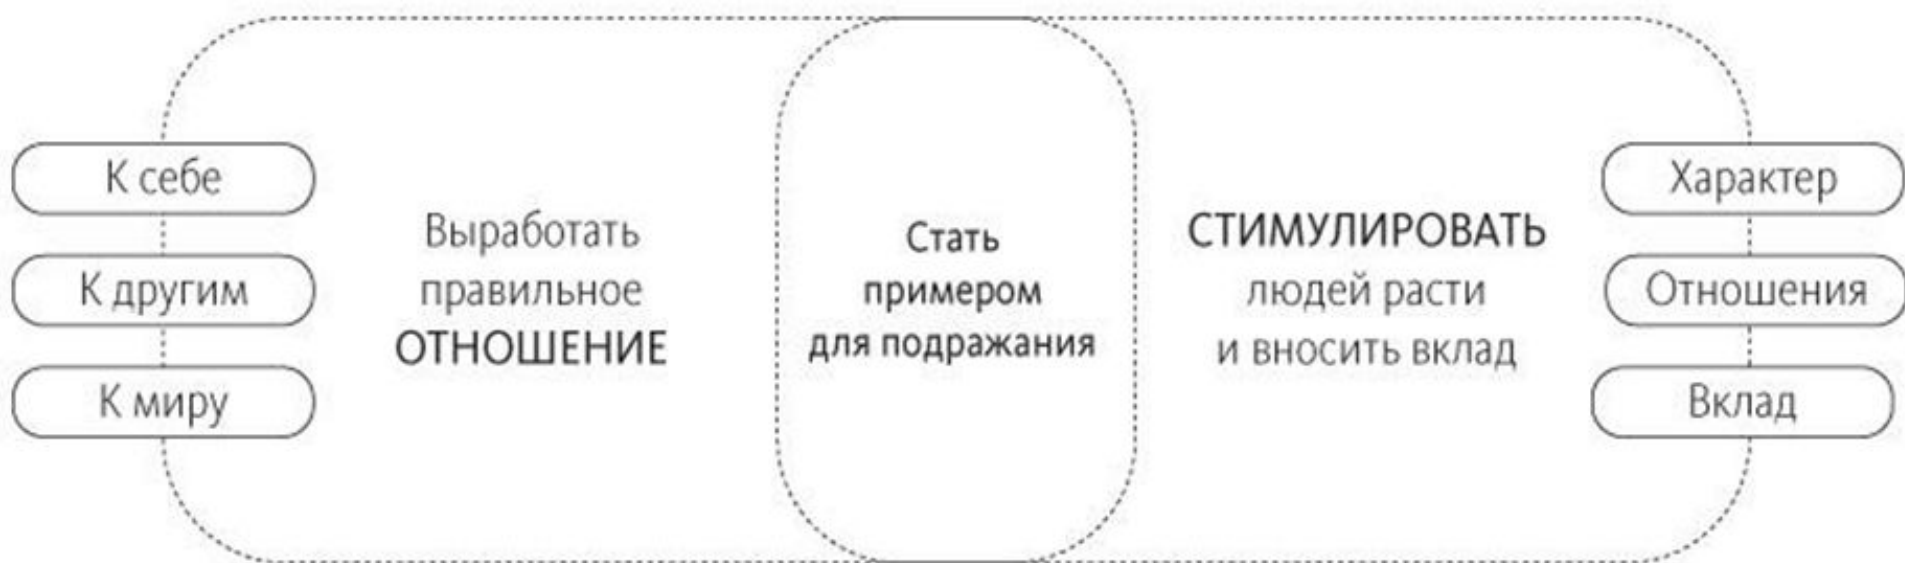 К себе
К другим
К миру
Выработать
правильное
ОТНОШЕНИЕ
Стать
примером
для подражания
СТИМУЛИРОВАТЬ
людей расти
и вносить вклад
Характер
Отношения
Вклад